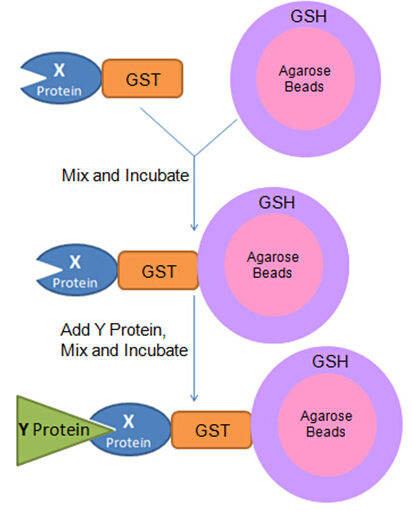 GSH
X
Protein
GST
Agarose
Beads
Mix and Incubate
GSH
X
Protein
GST
Agarose
Beads
Add Y Protein,
Mix and Incubate
GSH
Y Protein
X
Protein
GST
Agarose
Beads